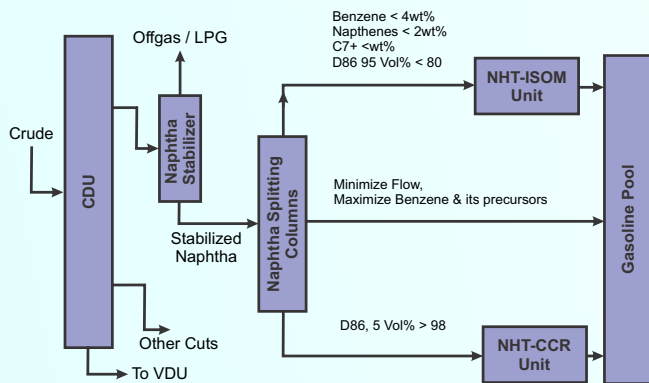 Offgas / LPG
Benzene < 4wt%
Napthenes < 2wt%
C7+ <wt%
D86 95 Vol% < 80
NHT-ISOM
Unit
Crude
CDU
Naphtha
Stabilizer
Stabilized
Naphtha
Naphtha Splitting
Columns
Minimize Flow,
Maximize Benzene & its precursors
Gasoline Pool
D86, 5 Vol% > 98
NHT-CCR
Unit
Other Cuts
To VDU